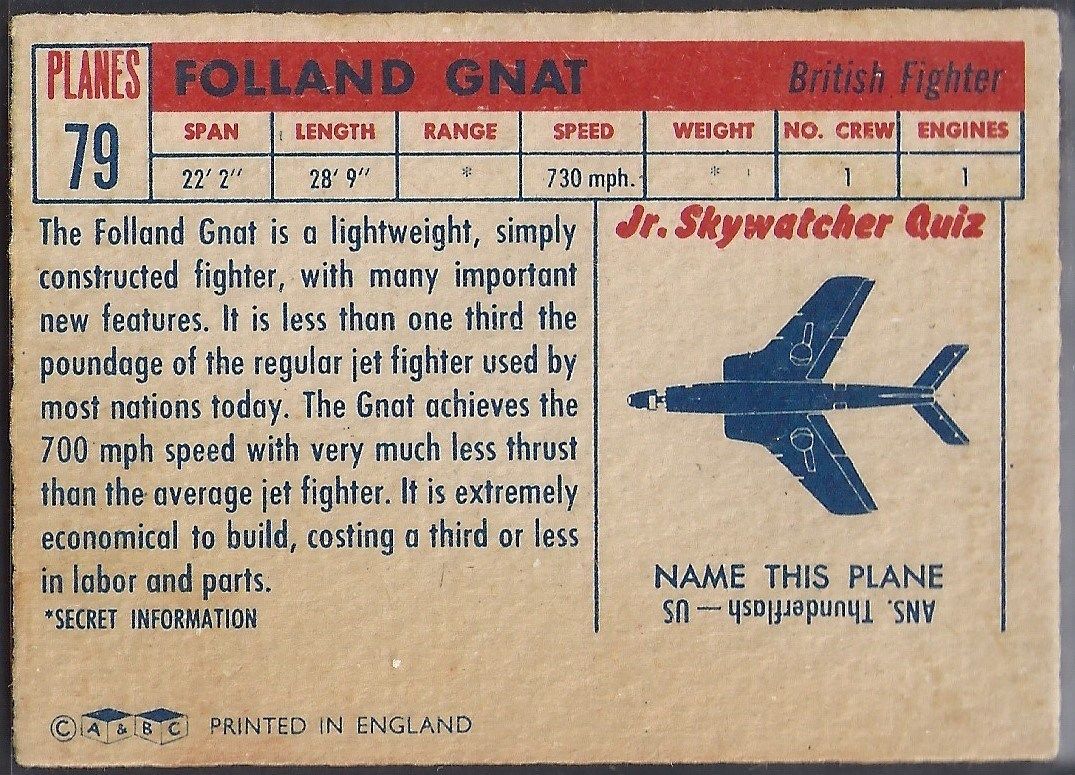 PLANES
79
FOLLAND GNAT
British Fighter
SPAN LENGTH RANGE SPEED WEIGHT NO. CREW ENGINES
22' 2" 28' 9" * 730 mph. * 1 1
The Folland Gnat is a lightweight, simply
constructed fighter, with many important
new features. It is less than one third the
poundage of the regular jet fighter used by
most nations today. The Gnat achieves the
700 mph speed with very much less thrust
than the average jet fighter. It is extremely
economical to build, costing a third or less
in labor and parts.
*SECRET INFORMATION
Jr. Skywatcher Quiz
NAME THIS PLANE
ANS. Thunderflash — US
© A & B C PRINTED IN ENGLAND